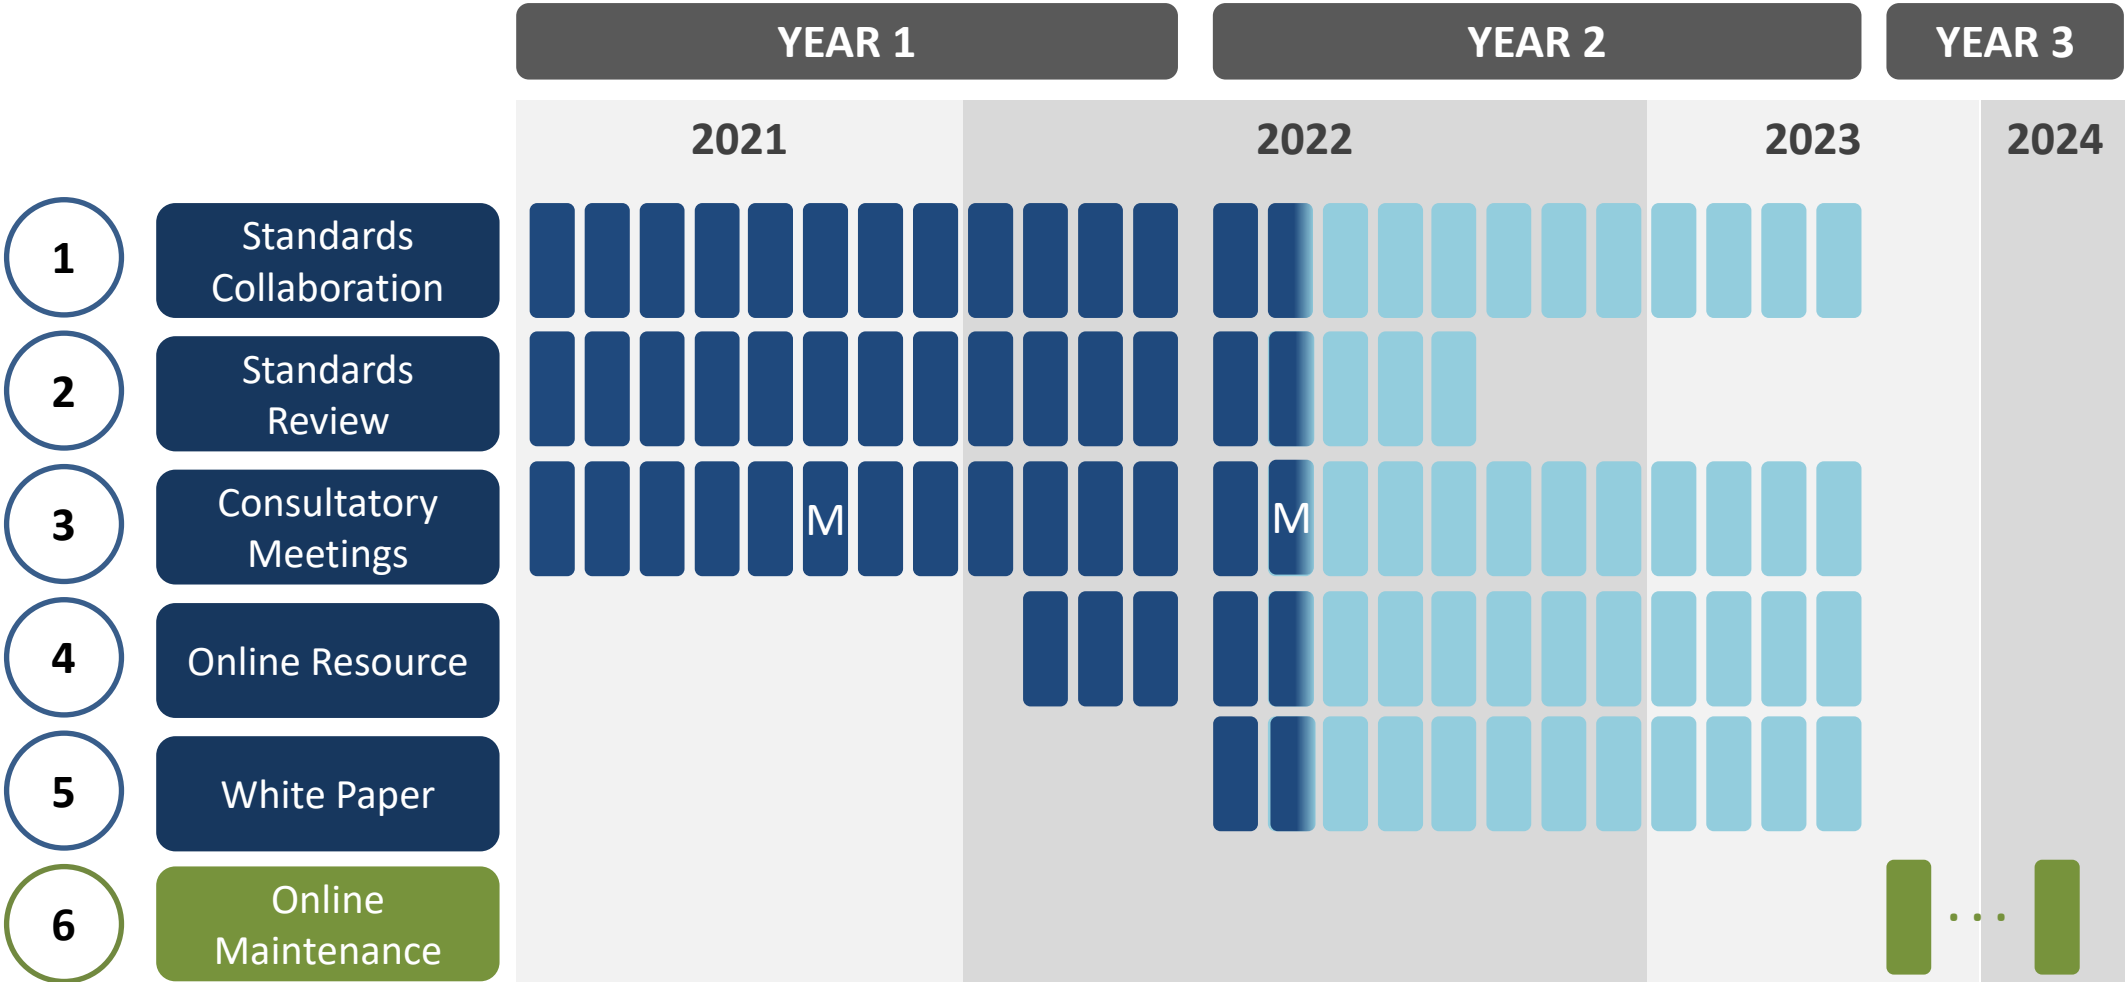 YEAR 1
YEAR 2
YEAR 3
2021
2022
2023
2024
1
Standards
Collaboration
2
Standards
Review
3
Consultatory
Meetings
M
M
4
Online Resource
5
White Paper
6
Online
Maintenance
. . .